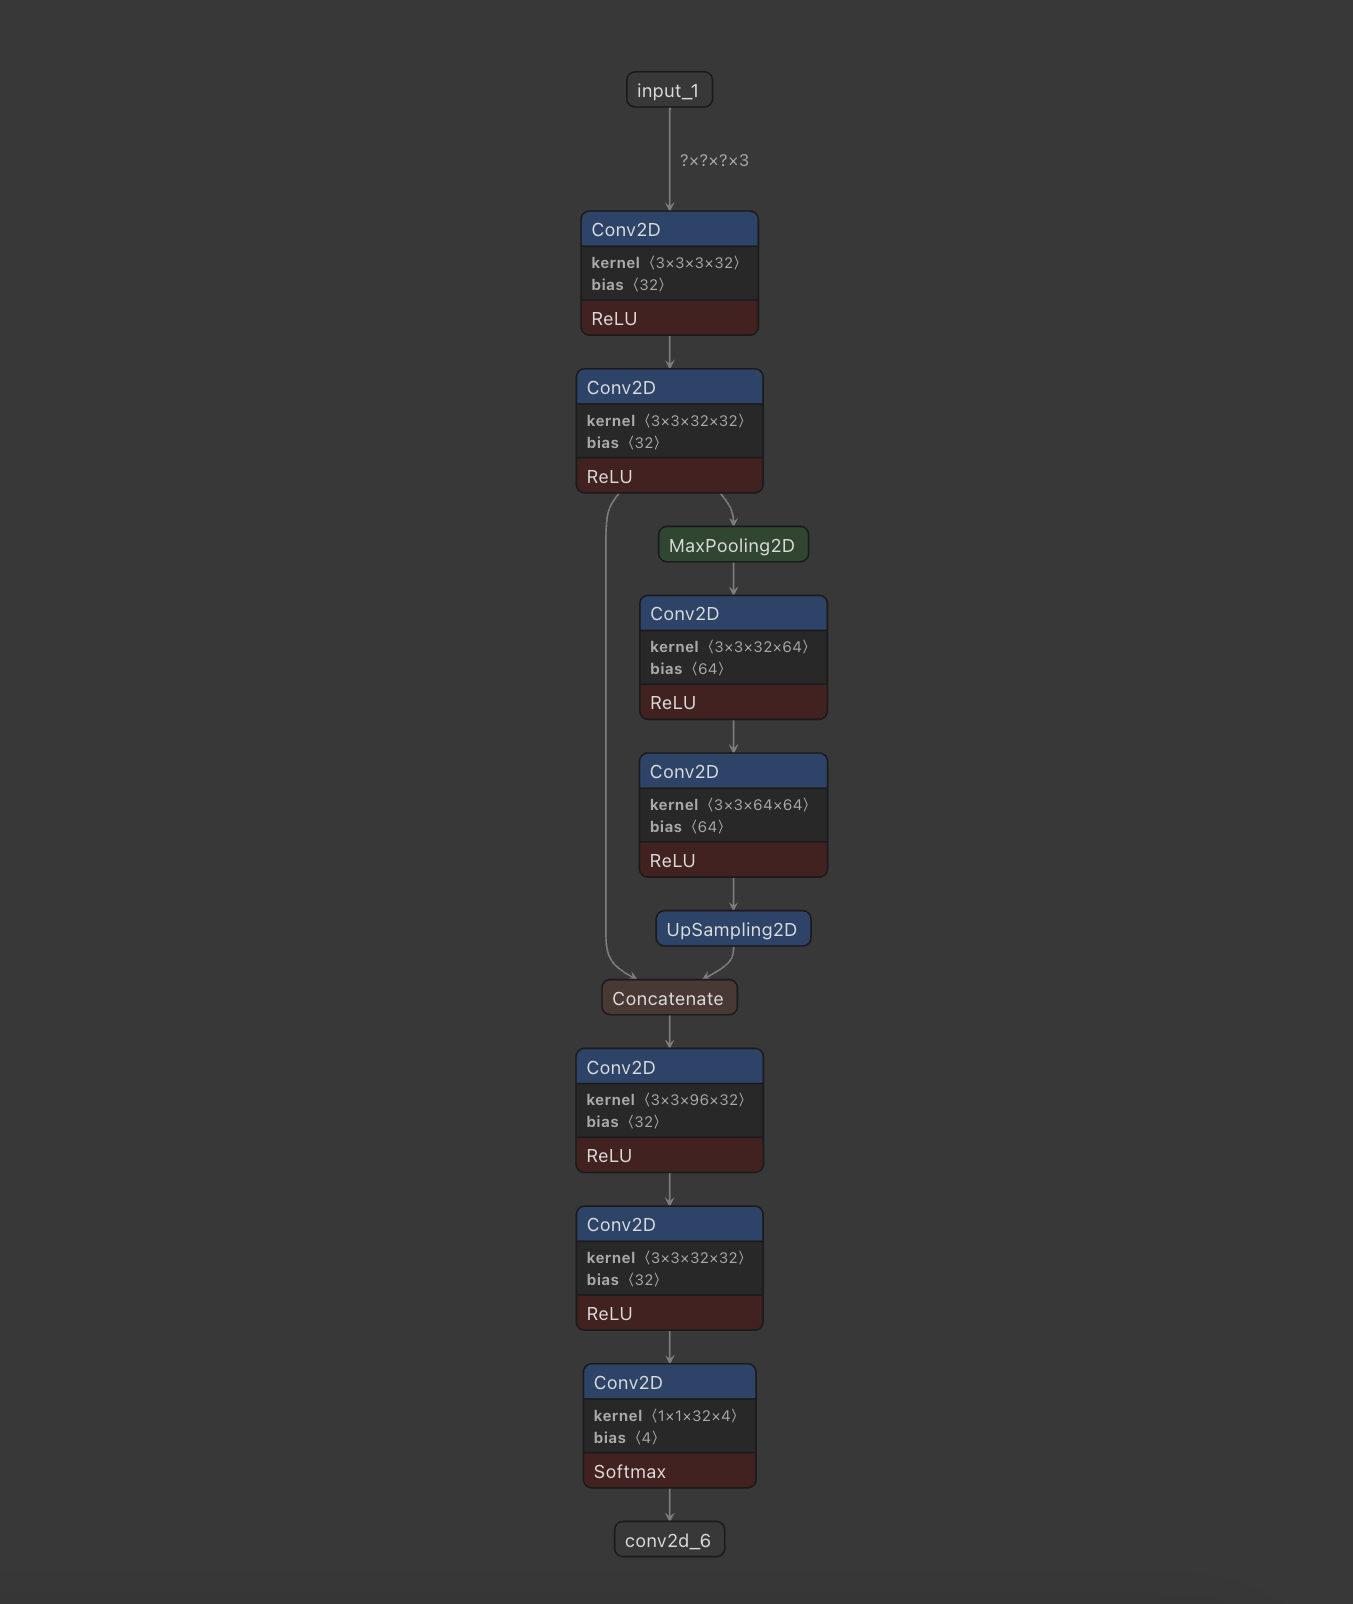 input_1
?×?×?×3
Conv2D
kernel ⟨3×3×3×32⟩
bias ⟨32⟩
ReLU
Conv2D
kernel ⟨3×3×32×32⟩
bias ⟨32⟩
ReLU
MaxPooling2D
Conv2D
kernel ⟨3×3×32×64⟩
bias ⟨64⟩
ReLU
Conv2D
kernel ⟨3×3×64×64⟩
bias ⟨64⟩
ReLU
UpSampling2D
Concatenate
Conv2D
kernel ⟨3×3×96×32⟩
bias ⟨32⟩
ReLU
Conv2D
kernel ⟨3×3×32×32⟩
bias ⟨32⟩
ReLU
Conv2D
kernel ⟨1×1×32×4⟩
bias ⟨4⟩
Softmax
conv2d_6